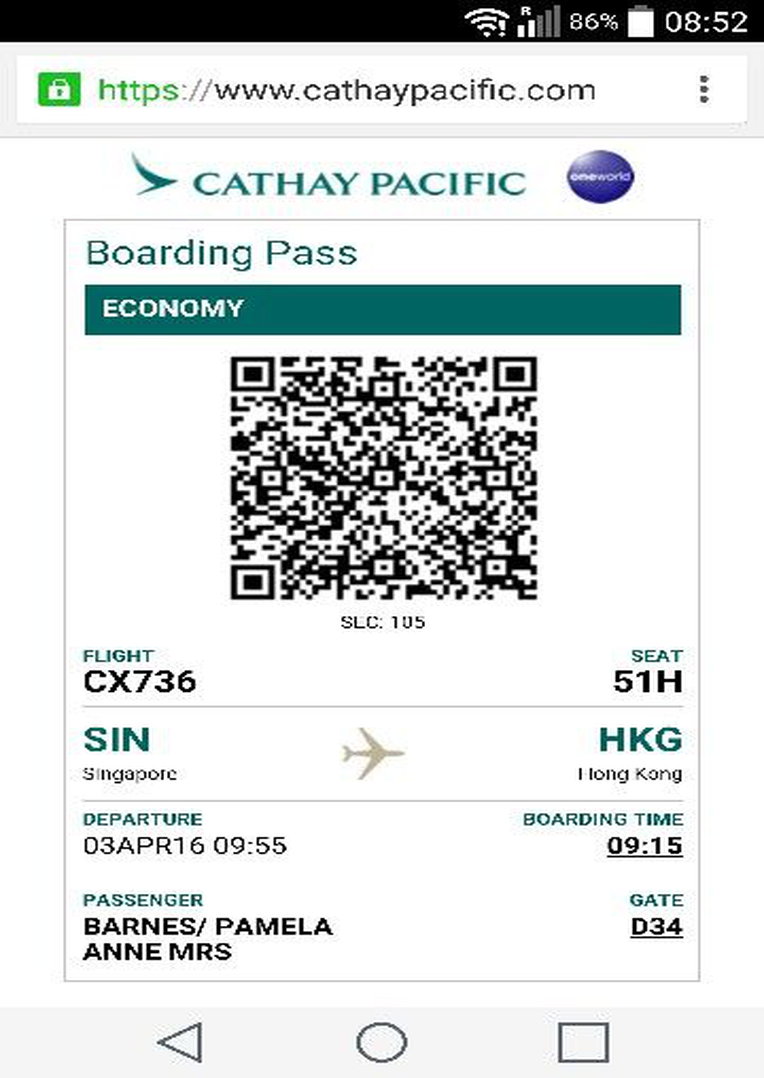 R 86% 08:52
https://www.cathaypacific.com
CATHAY PACIFIC oneworld
Boarding Pass
ECONOMY
SEC: 105
FLIGHT SEAT
CX736 51H
SIN HKG
Singapore Hong Kong
DEPARTURE BOARDING TIME
03APR16 09:55 09:15
PASSENGER GATE
BARNES/ PAMELA D34
ANNE MRS